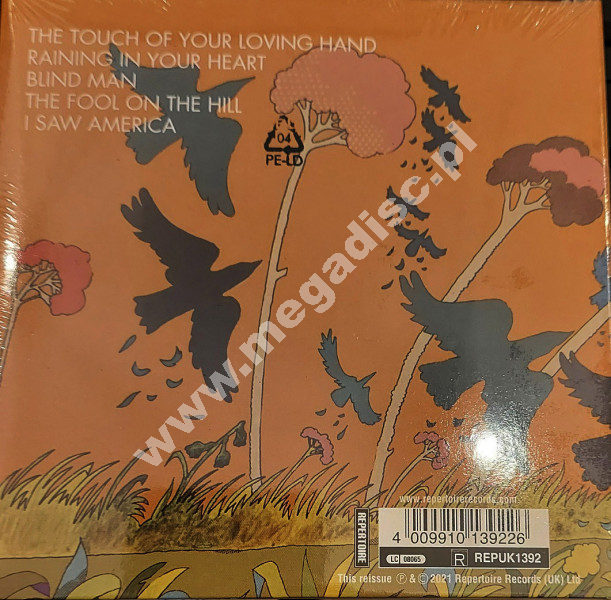 THE TOUCH OF YOUR LOVING HAND
RAINING IN YOUR HEART
BLIND MAN
THE FOOL ON THE HILL
I SAW AMERICA
04
PE-LD
www.megadisc.pl
www.repertoirerecords.com
REPERTOIRE
4 009910 139226
LC 08065
R REPUK1392
This reissue Ⓟ & © 2021 Repertoire Records (UK) Ltd